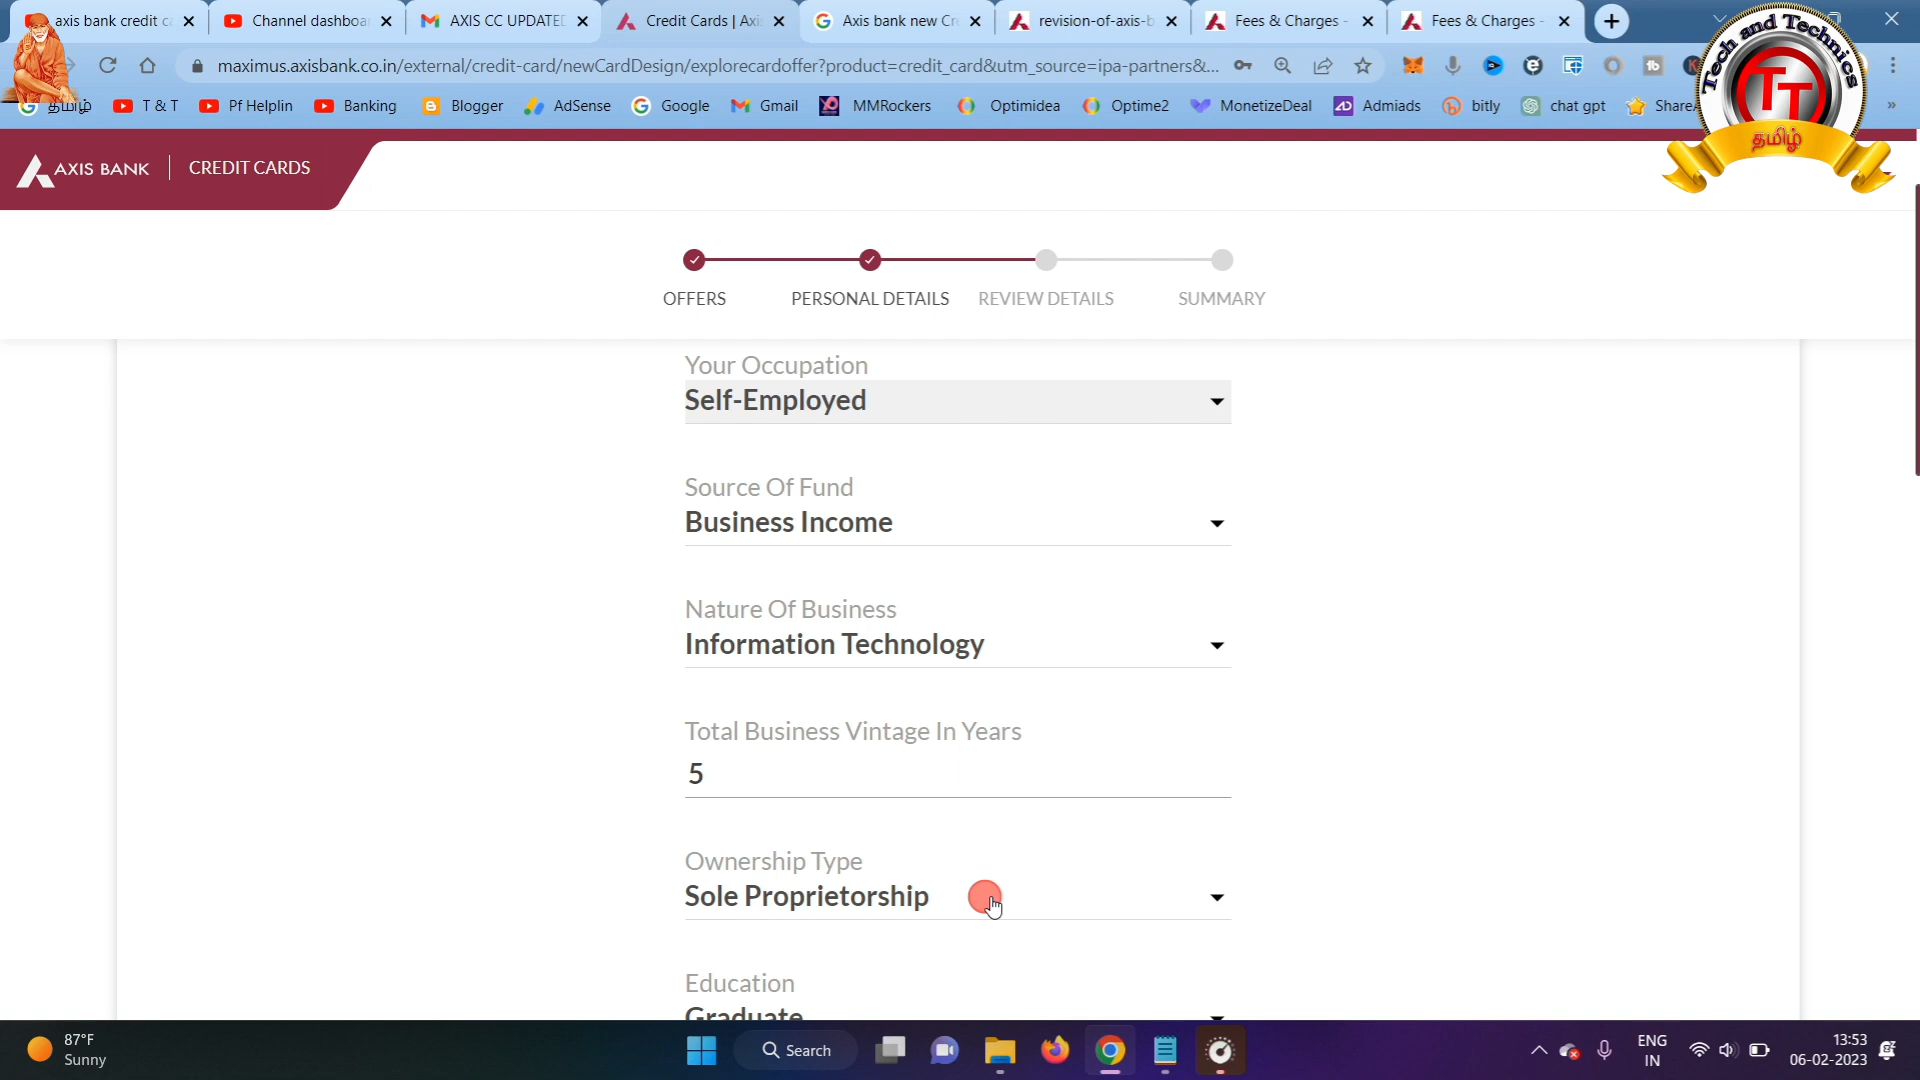 axis bank credit ca
Channel dashboa
AXIS CC UPDATED
Credit Cards | Axi
Axis bank new Cr
revision-of-axis-b
Fees & Charges -
Fees & Charges -
maximus.axisbank.co.in/external/credit-card/newCardDesign/explorecardoffer?product=credit_card&utm_source=ipa-partners&...
தமிழ்
T & T
Pf Helplin
Banking
Blogger
AdSense
Google
Gmail
MMRockers
Optimidea
Optime2
MonetizeDeal
Admiads
bitly
chat gpt
ShareA
»
Tech and Technics
TT
தமிழ்
AXIS BANK
CREDIT CARDS
OFFERS
PERSONAL DETAILS
REVIEW DETAILS
SUMMARY
Your Occupation
Self-Employed
Source Of Fund
Business Income
Nature Of Business
Information Technology
Total Business Vintage In Years
5
Ownership Type
Sole Proprietorship
Education
Graduate
87°F
Sunny
Search
ENG
IN
13:53
06-02-2023